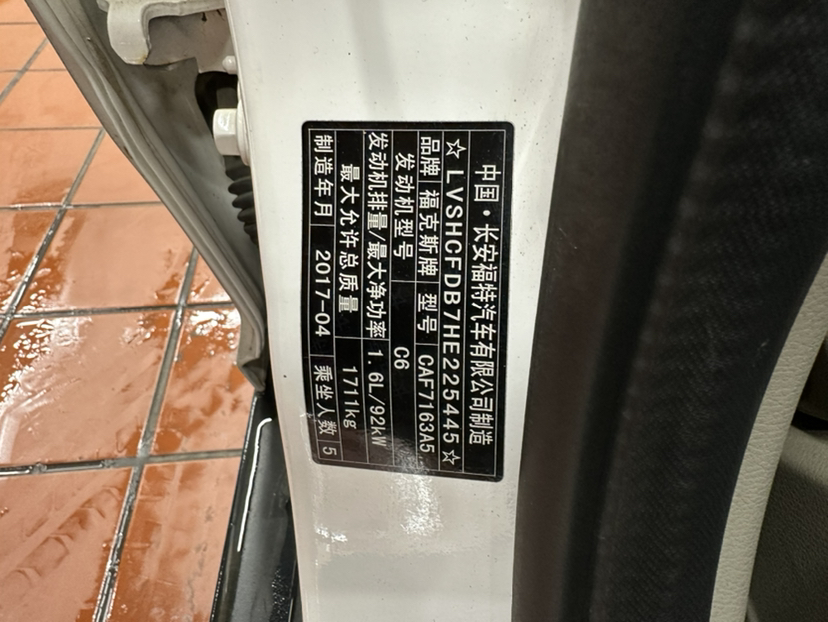 中国·长安福特汽车有限公司制造
☆LVSHCFDB7HE225445☆
品牌 福克斯牌 型号 CAF7163A5
发动机型号 C6
发动机排量/最大净功率 1.6L/92kW
最大允许总质量 1711kg
制造年月 2017-04 乘坐人数 5